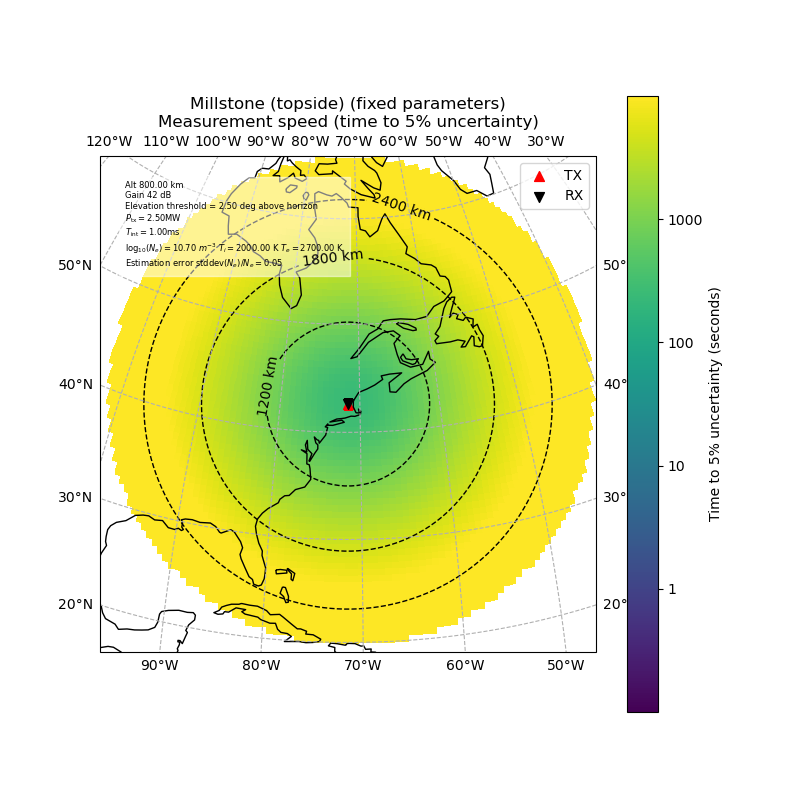 Millstone (topside) (fixed parameters)
Measurement speed (time to 5% uncertainty)
120°W 110°W 100°W 90°W 80°W 70°W 60°W 50°W 40°W 30°W
Alt 800.00 km
Gain 42 dB
Elevation threshold = 2.50 deg above horizon
P_tx = 2.50MW
T_int = 1.00ms
log₁₀(N_e) = 10.70 m⁻³ T_i = 2000.00 K T_e = 2700.00 K
Estimation error stddev(N_e)/N_e = 0.05
TX
RX
2400 km
1800 km
1200 km
50°N
40°N
30°N
20°N
50°
40°
30°
20°
90°W 80°W 70°W 60°W 50°W
1000
100
10
1
Time to 5% uncertainty (seconds)